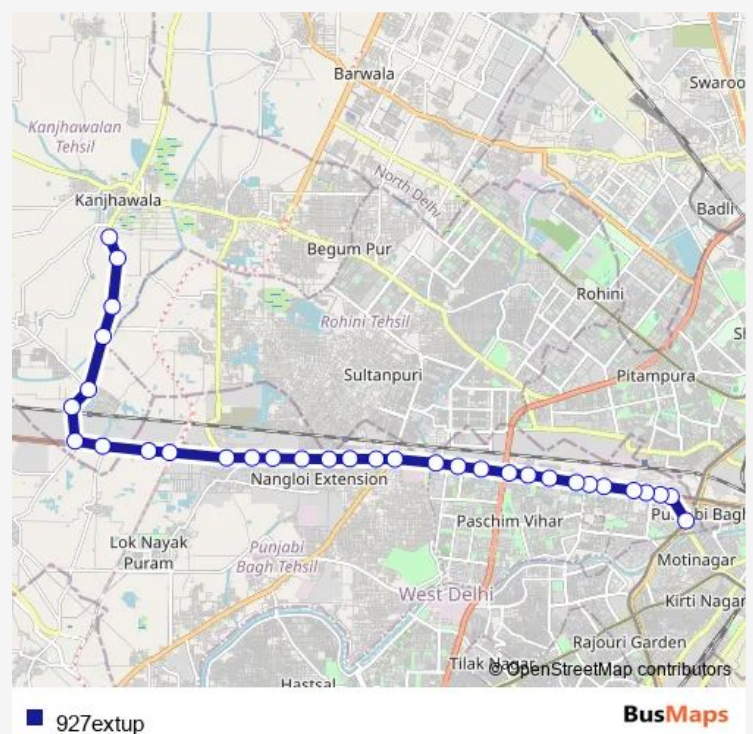 Barwala
Swaroo
Kanjhawalan
Tehsil
North Delhi
Kanjhawala
Badli
Begum Pur
Rohini
Rohini Tehsil
Sultanpuri
Pitampura
Nangloi Extension
Paschim Vihar
Punjabi Bagh
Lok Nayak
Puram
Punjabi
Bagh Tehsil
Motinagar
West Delhi
Kirti Nagar
Rajouri Garden
Tilak Nagar
© OpenStreetMap contributors
Hastsal
927extup
BusMaps